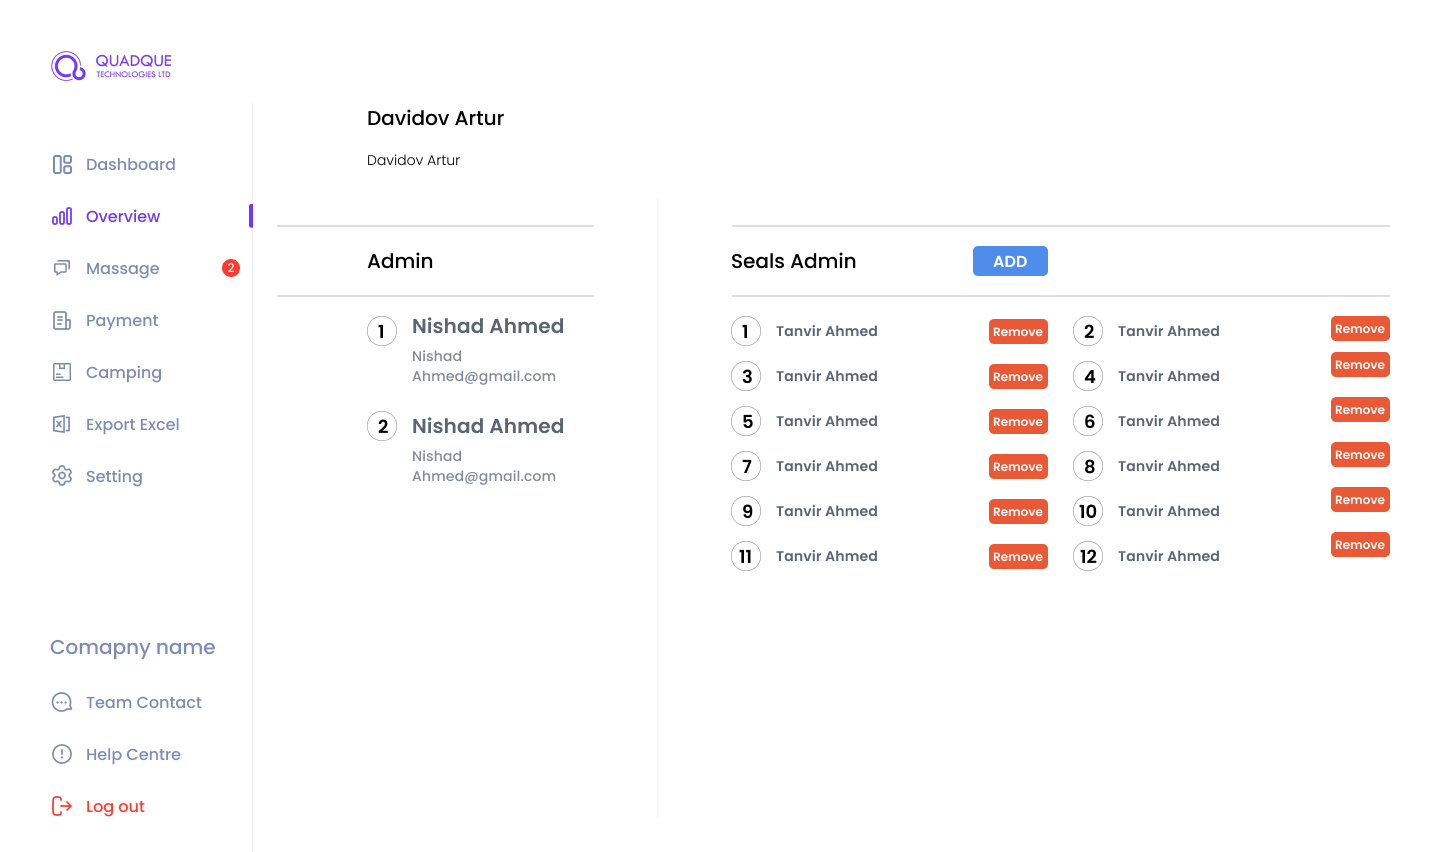 QUADQUE
TECHNOLOGIES LTD
Dashboard
Overview
Massage 2
Payment
Camping
Export Excel
Setting
Comapny name
Team Contact
Help Centre
Log out
Davidov Artur
Davidov Artur
Admin
1 Nishad Ahmed
Nishad
Ahmed@gmail.com
2 Nishad Ahmed
Nishad
Ahmed@gmail.com
Seals Admin ADD
1 Tanvir Ahmed Remove 2 Tanvir Ahmed Remove
3 Tanvir Ahmed Remove 4 Tanvir Ahmed Remove
5 Tanvir Ahmed Remove 6 Tanvir Ahmed Remove
7 Tanvir Ahmed Remove 8 Tanvir Ahmed Remove
9 Tanvir Ahmed Remove 10 Tanvir Ahmed Remove
11 Tanvir Ahmed Remove 12 Tanvir Ahmed Remove